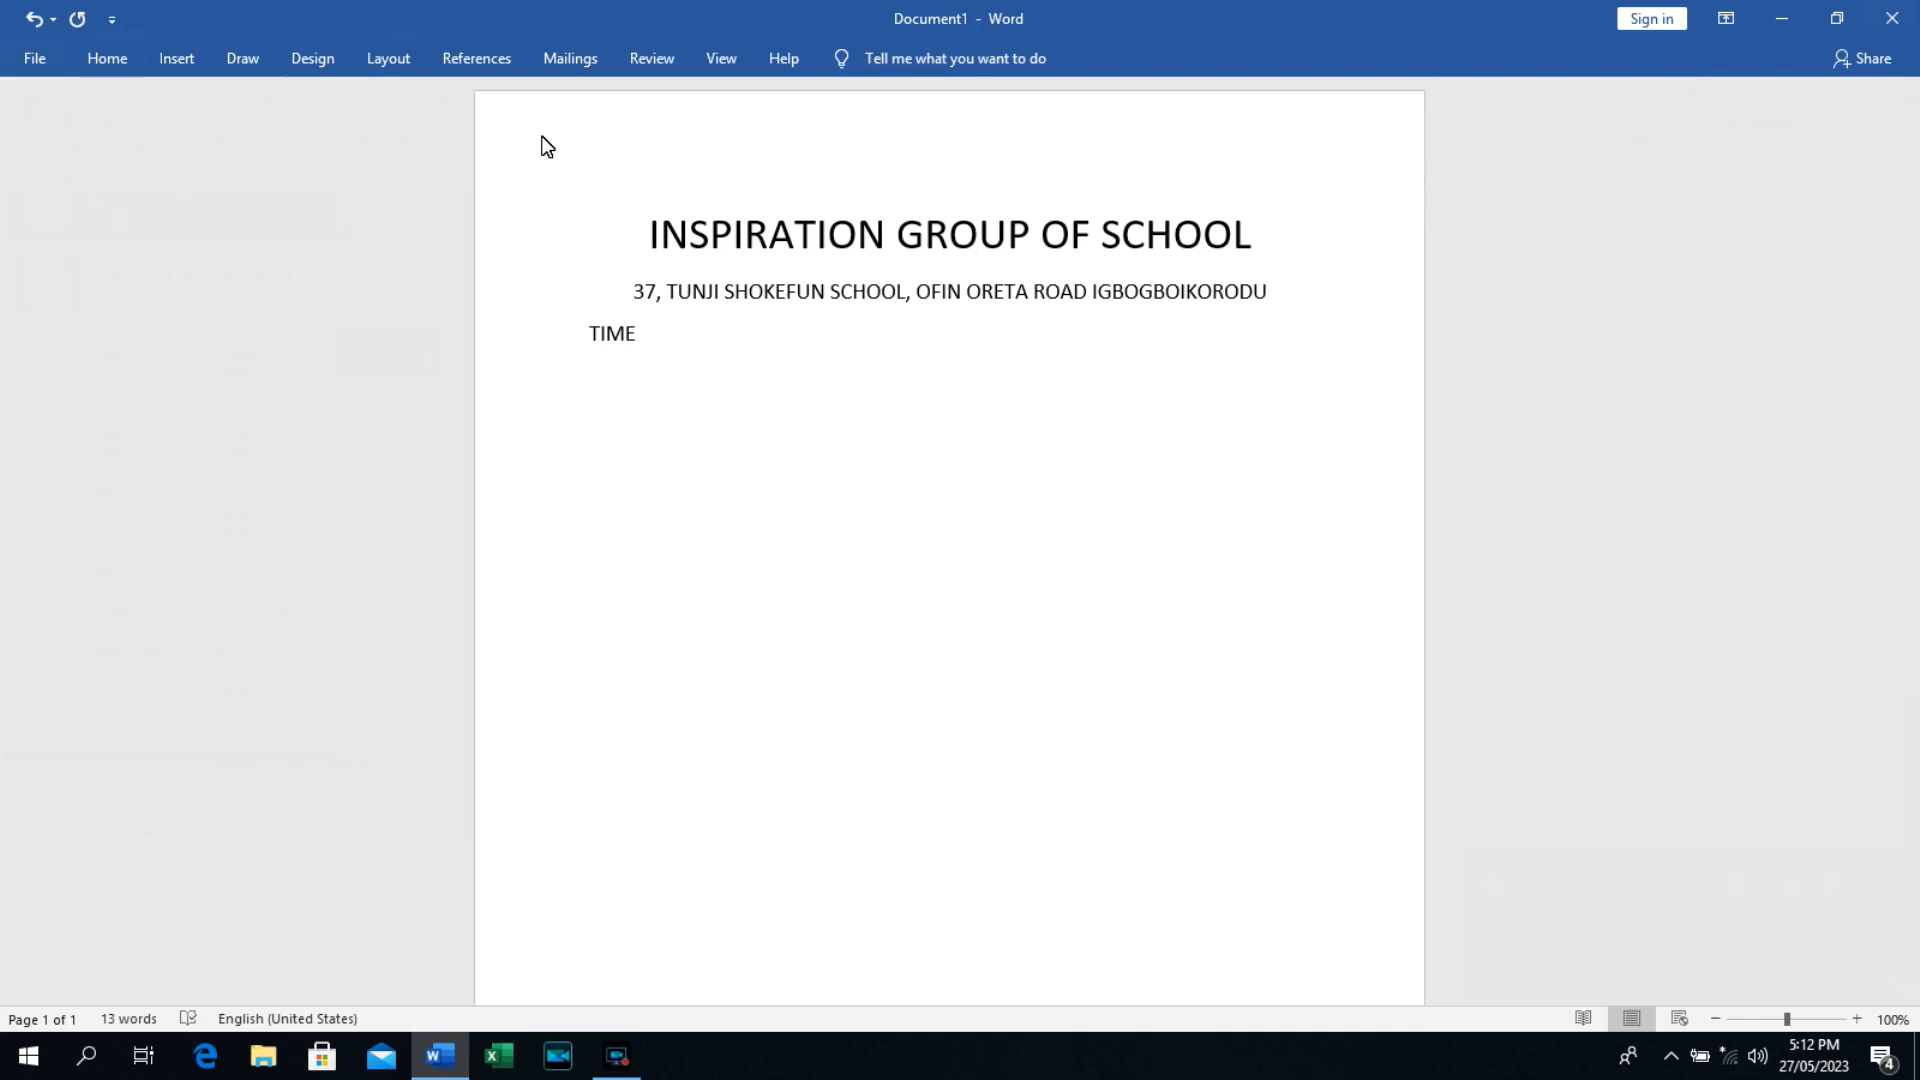 Document1 - Word
Sign in
File Home Insert Draw Design Layout References Mailings Review View Help Tell me what you want to do Share
INSPIRATION GROUP OF SCHOOL
37, TUNJI SHOKEFUN SCHOOL, OFIN ORETA ROAD IGBOGBOIKORODU
TIME
Page 1 of 1 13 words English (United States) 100%
5:12 PM
27/05/2023
4